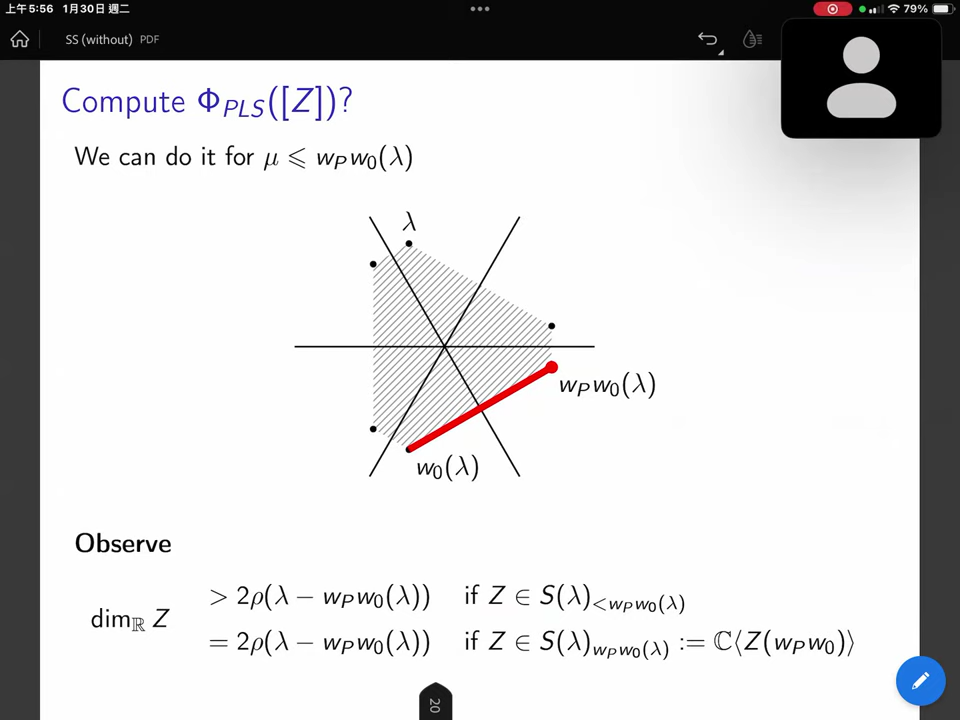 上午5:56 1月30日 週二
79%
SS (without) PDF
Compute Φ_PLS([Z])?
We can do it for μ ⩽ w_P w_0(λ)
λ
w_P w_0(λ)
w_0(λ)
Observe
dim_ℝ Z
> 2ρ(λ − w_P w_0(λ)) if Z ∈ S(λ)_{<w_P w_0(λ)}
= 2ρ(λ − w_P w_0(λ)) if Z ∈ S(λ)_{w_P w_0(λ)} := ℂ⟨Z(w_P w_0)⟩
20